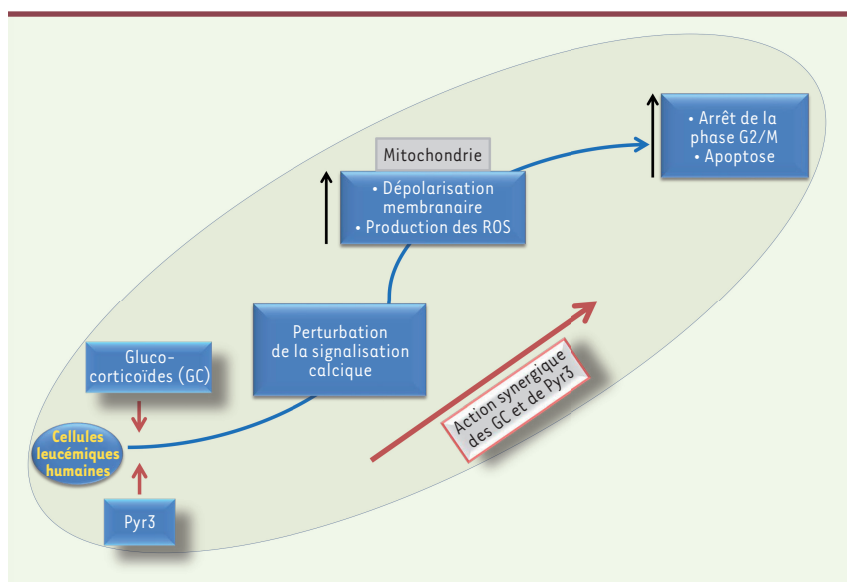 • Arrêt de la
phase G2/M
• Apoptose
Mitochondrie
• Dépolarisation
membranaire
• Production des ROS
Perturbation
de la signalisation
calcique
Gluco-
corticoïdes (GC)
Cellules
leucémiques
humaines
Pyr3
Action synergique
des GC et de Pyr3